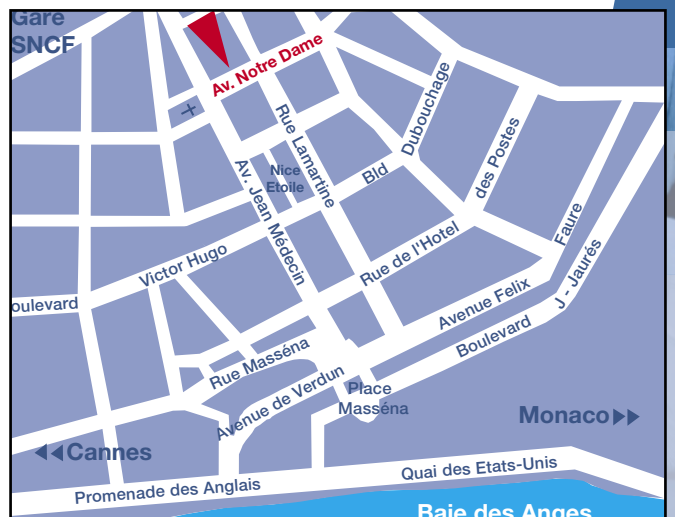 Gare
SNCF
Av. Notre Dame
Dubouchage
des Postes
Rue Lamartine
Nice
Etoile
Bld
Av. Jean Médecin
Faure
Rue de l'Hotel
Victor Hugo
J - Jaurés
oulevard
Avenue Felix
Boulevard
Rue Masséna
Avenue de Verdun
Place
Masséna
Monaco
Cannes
Quai des Etats-Unis
Promenade des Anglais
Baie des Anges